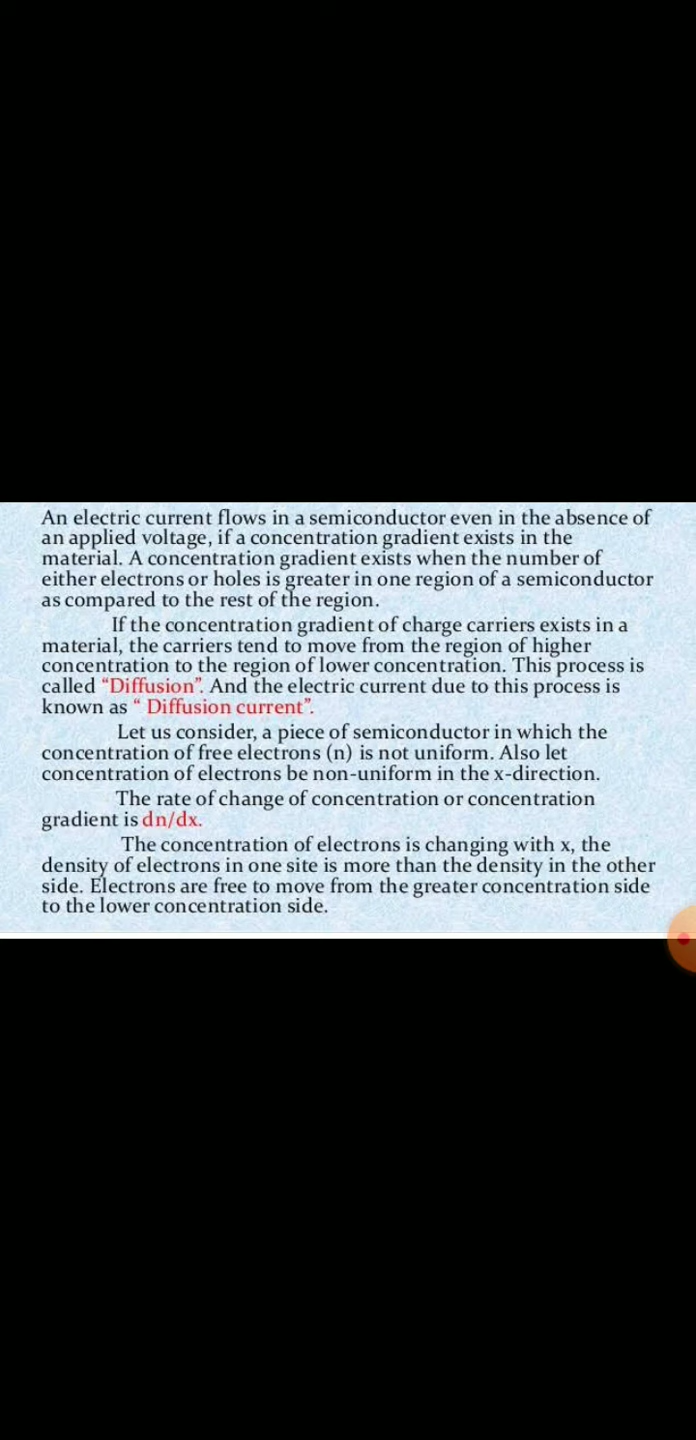 An electric current flows in a semiconductor even in the absence of
an applied voltage, if a concentration gradient exists in the
material. A concentration gradient exists when the number of
either electrons or holes is greater in one region of a semiconductor
as compared to the rest of the region.
If the concentration gradient of charge carriers exists in a
material, the carriers tend to move from the region of higher
concentration to the region of lower concentration. This process is
called “Diffusion”. And the electric current due to this process is
known as “ Diffusion current”.
Let us consider, a piece of semiconductor in which the
concentration of free electrons (n) is not uniform. Also let
concentration of electrons be non-uniform in the x-direction.
The rate of change of concentration or concentration
gradient is dn/dx.
The concentration of electrons is changing with x, the
density of electrons in one site is more than the density in the other
side. Electrons are free to move from the greater concentration side
to the lower concentration side.